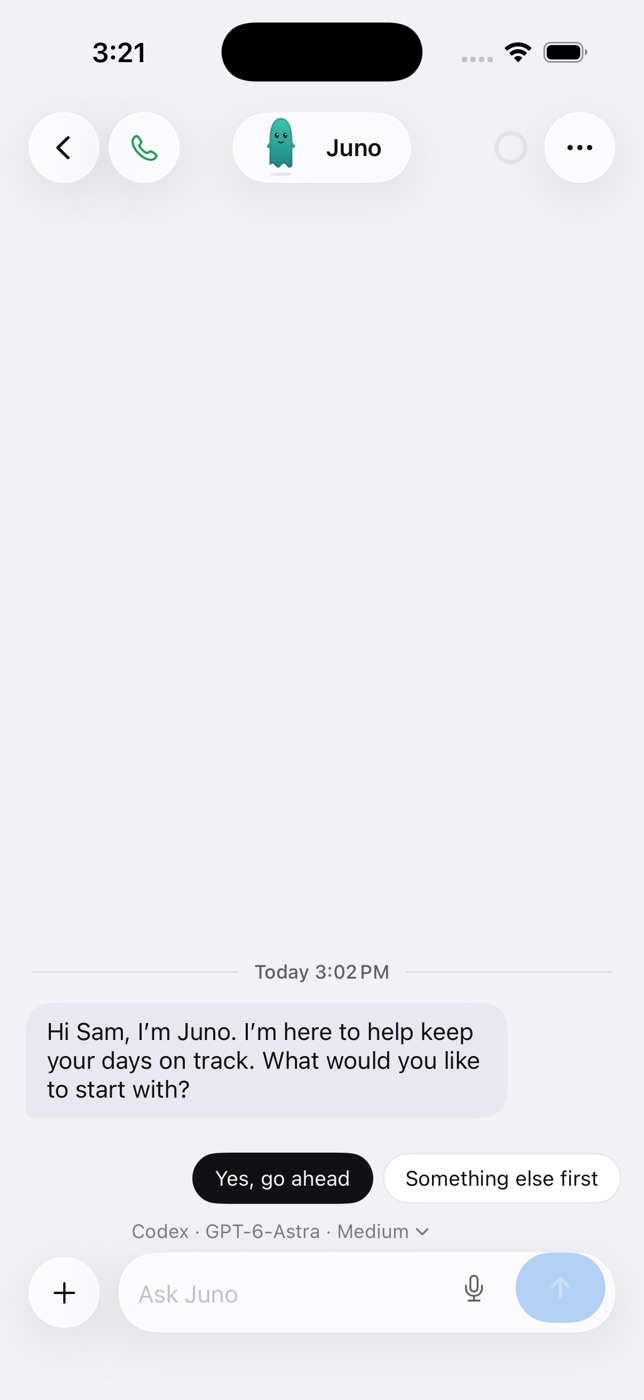 3:21
Juno
Today 3:02 PM
Hi Sam, I’m Juno. I’m here to help keep
your days on track. What would you like
to start with?
Yes, go ahead
Something else first
Codex · GPT-6-Astra · Medium
Ask Juno